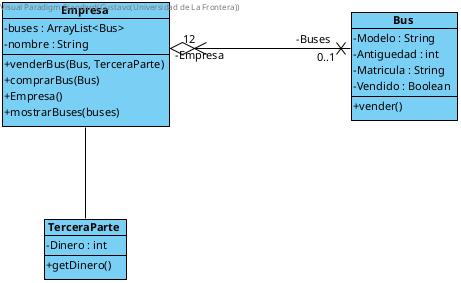 Visual Paradigm Standard(Gustavo(Universidad de La Frontera))
Empresa
-buses : ArrayList<Bus>
-nombre : String
+venderBus(Bus, TerceraParte)
+comprarBus(Bus)
+Empresa()
+mostrarBuses(buses)
12
-Empresa
-Buses
0..1
Bus
-Modelo : String
-Antiguedad : int
-Matricula : String
-Vendido : Boolean
+vender()
TerceraParte
-Dinero : int
+getDinero()